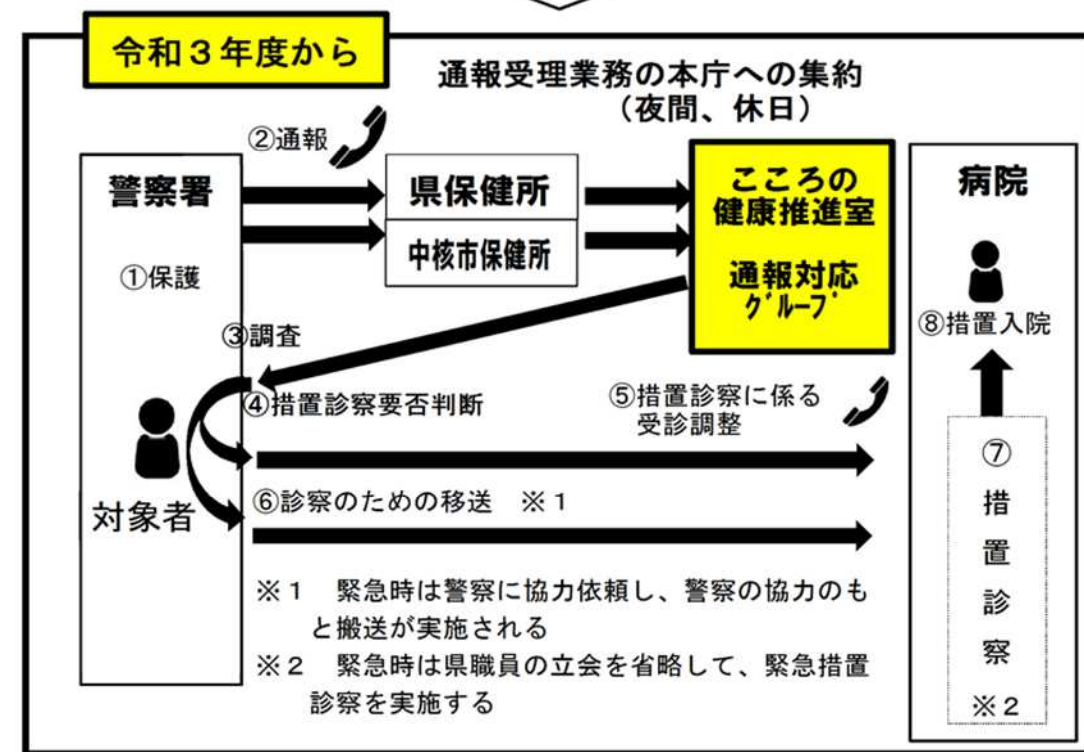 令和３年度から
通報受理業務の本庁への集約
（夜間、休日）
②通報
警察署
①保護
県保健所
中核市保健所
こころの
健康推進室
通報対応
グループ
病院
⑧措置入院
③調査
④措置診察要否判断
⑤措置診察に係る
受診調整
対象者
⑥診察のための移送　※１
⑦
措
置
診
察
※２
※１　緊急時は警察に協力依頼し、警察の協力のも
と搬送が実施される
※２　緊急時は県職員の立会を省略して、緊急措置
診察を実施する